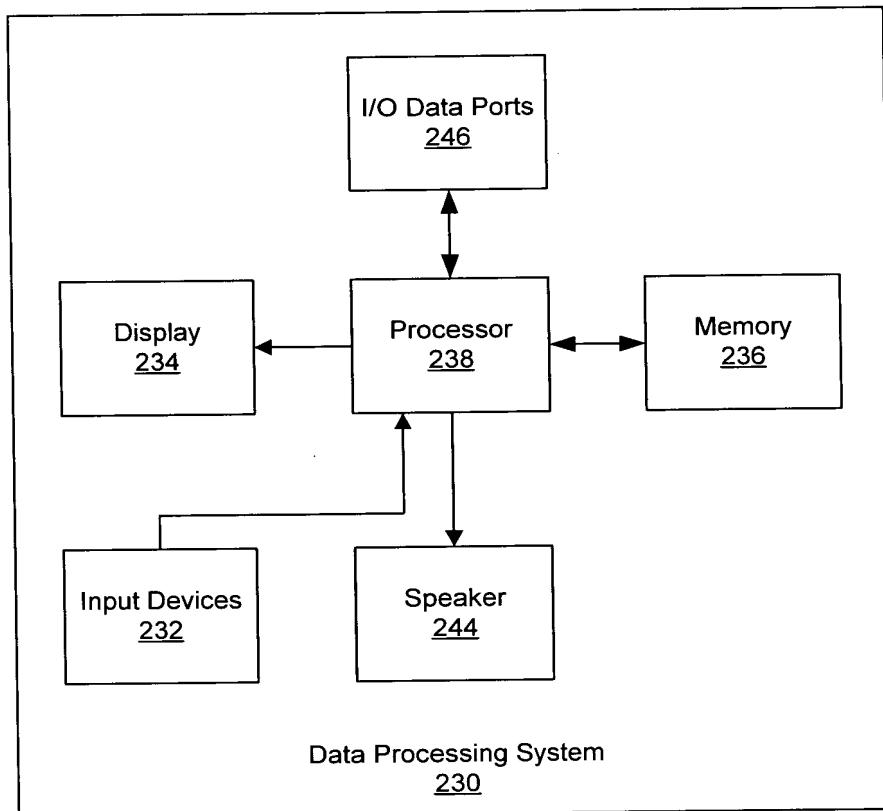 I/O Data Ports
246
Display
234
Processor
238
Memory
236
Input Devices
232
Speaker
244
Data Processing System
230